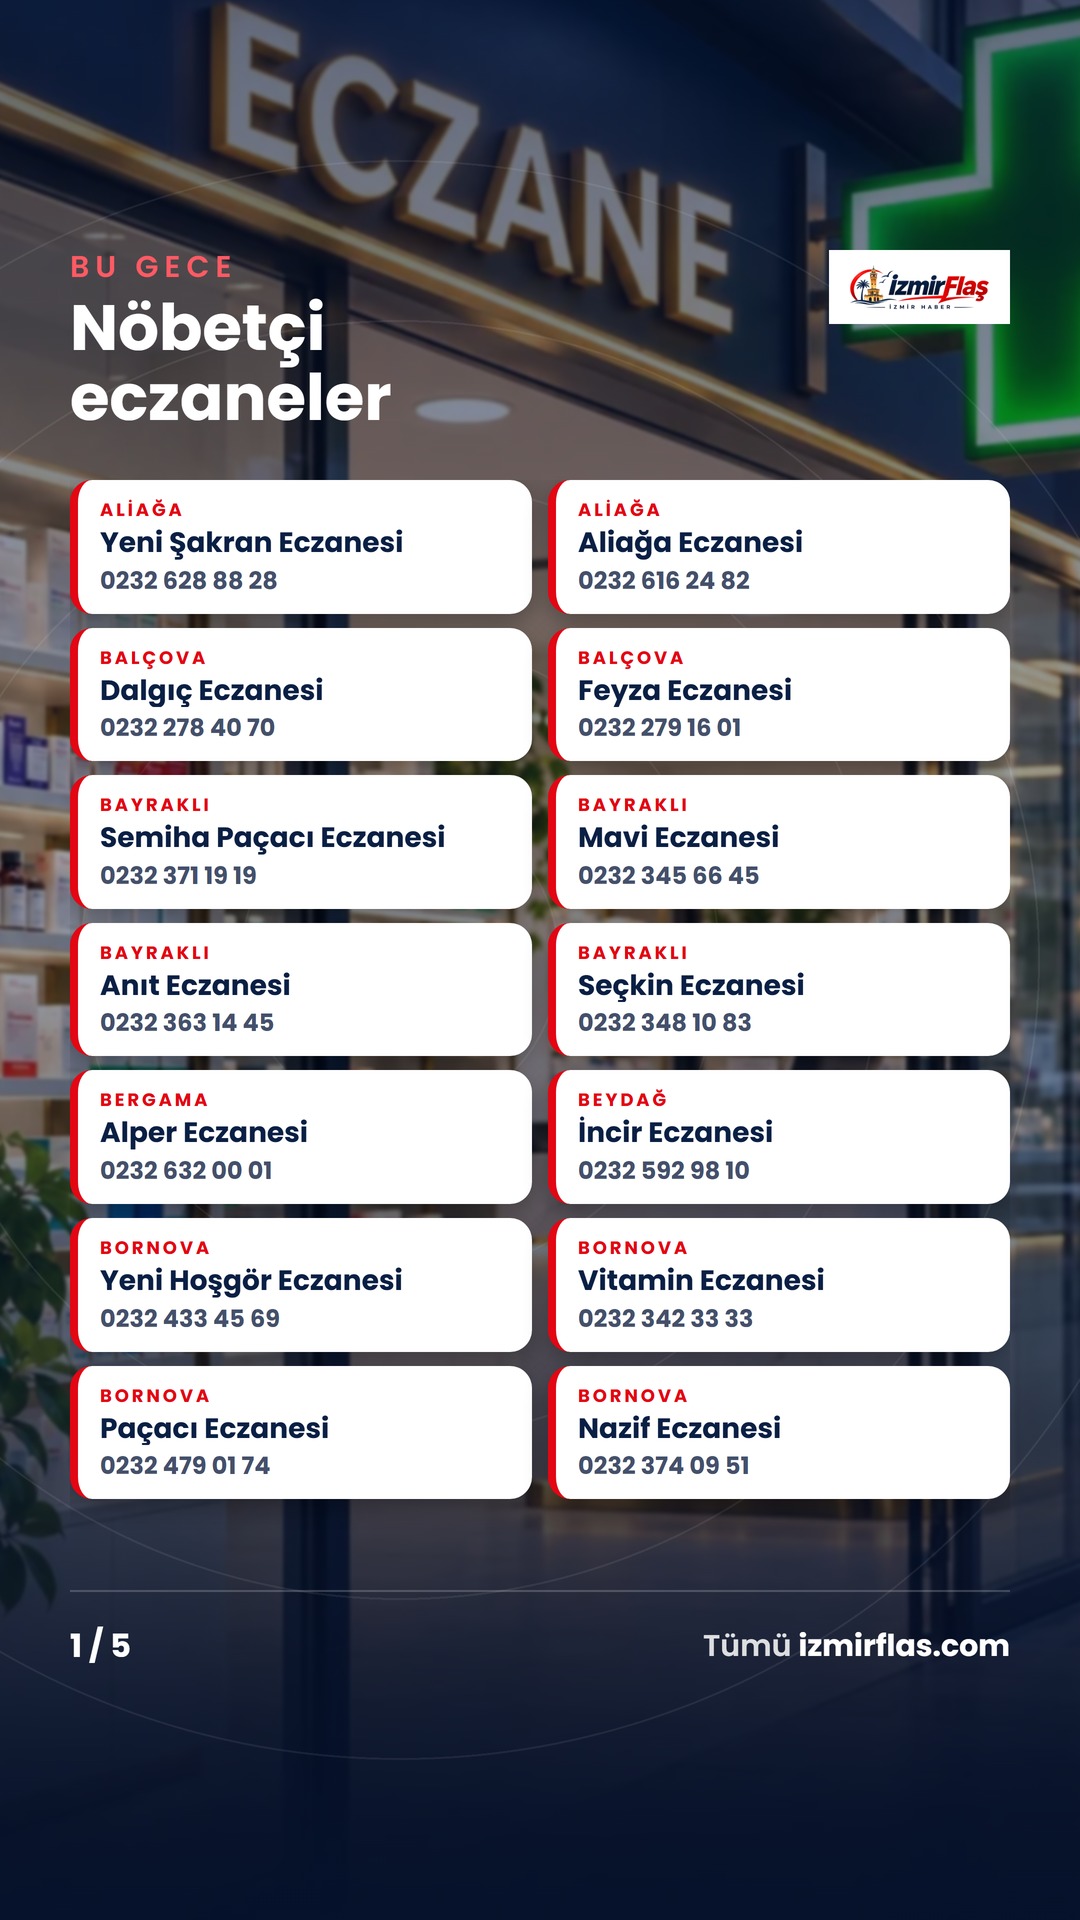 ECZANE
BU GECE
Nöbetçi
eczaneler
izmirFlaş
İZMİR HABER
ALİAĞA
Yeni Şakran Eczanesi
0232 628 88 28
ALİAĞA
Aliağa Eczanesi
0232 616 24 82
BALÇOVA
Dalgıç Eczanesi
0232 278 40 70
BALÇOVA
Feyza Eczanesi
0232 279 16 01
BAYRAKLI
Semiha Paçacı Eczanesi
0232 371 19 19
BAYRAKLI
Mavi Eczanesi
0232 345 66 45
BAYRAKLI
Anıt Eczanesi
0232 363 14 45
BAYRAKLI
Seçkin Eczanesi
0232 348 10 83
BERGAMA
Alper Eczanesi
0232 632 00 01
BEYDAĞ
İncir Eczanesi
0232 592 98 10
BORNOVA
Yeni Hoşgör Eczanesi
0232 433 45 69
BORNOVA
Vitamin Eczanesi
0232 342 33 33
BORNOVA
Paçacı Eczanesi
0232 479 01 74
BORNOVA
Nazif Eczanesi
0232 374 09 51
1 / 5
Tümü izmirflas.com